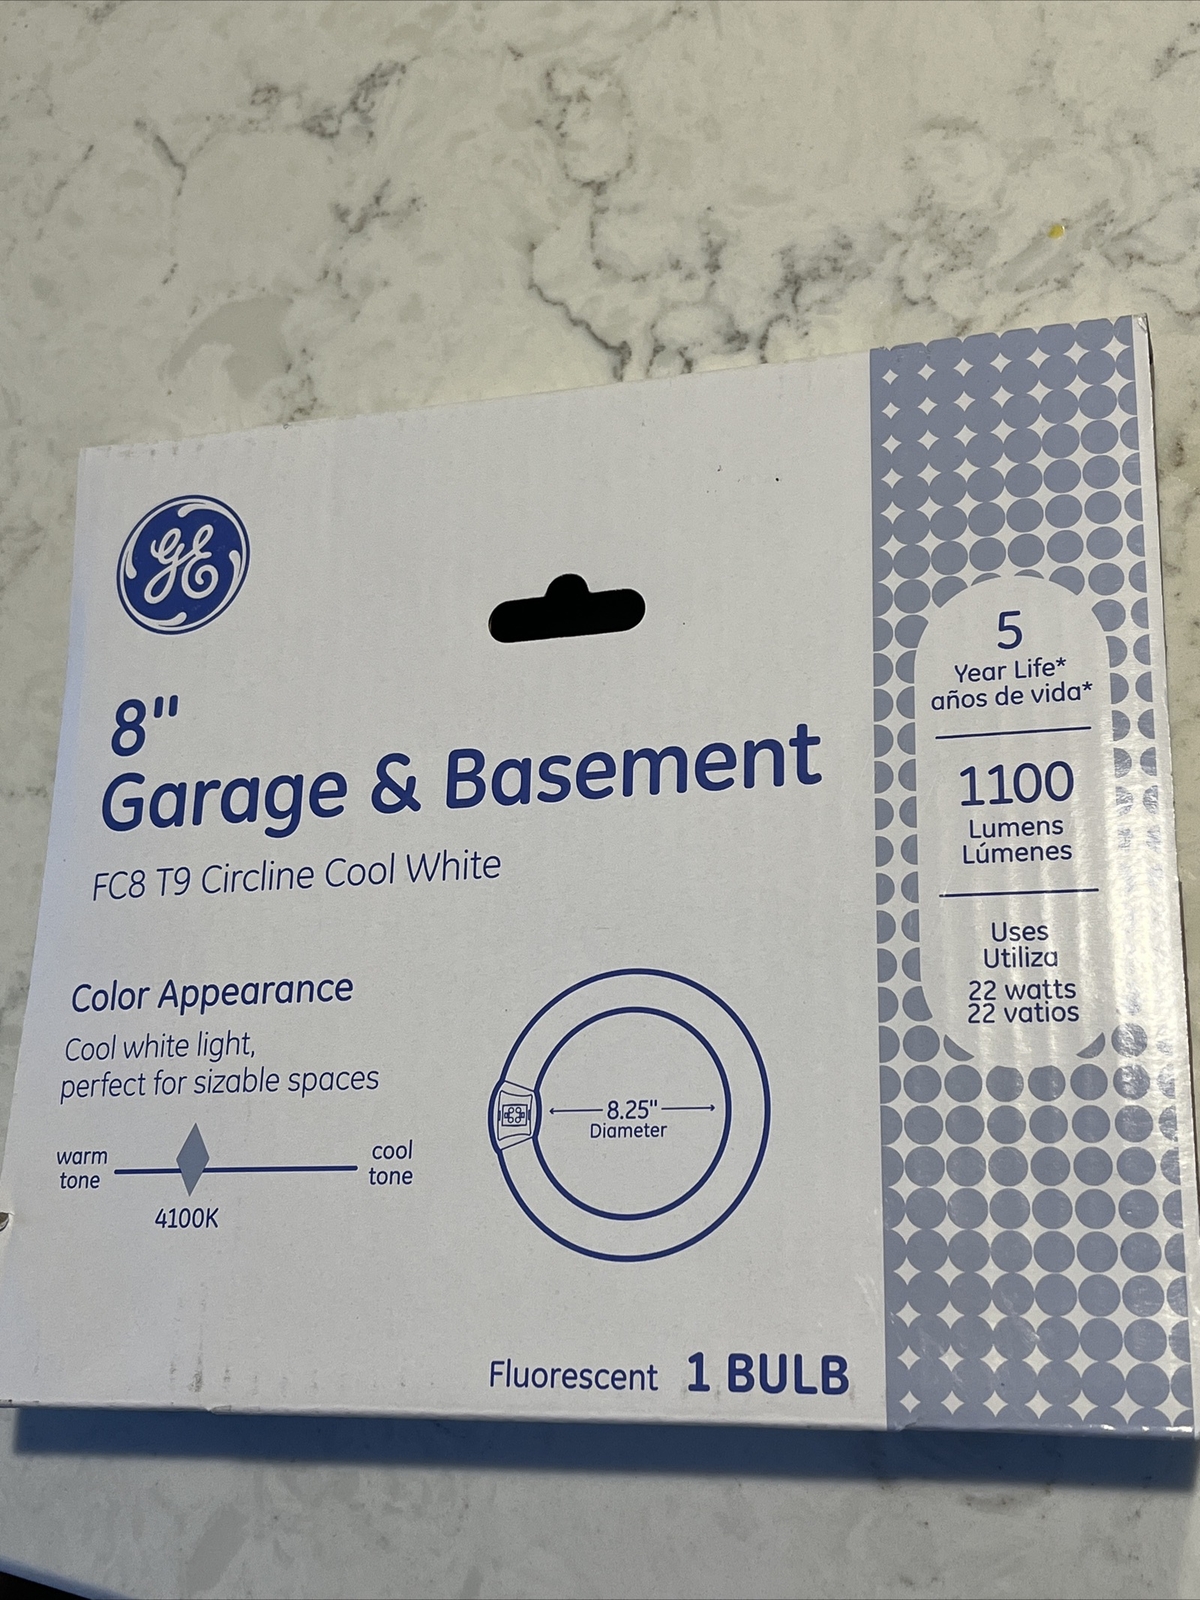 GE
8"
Garage & Basement
FC8 T9 Circline Cool White
Color Appearance
Cool white light,
perfect for sizable spaces
warm
tone
cool
tone
4100K
8.25"
Diameter
Fluorescent 1 BULB
5
Year Life*
años de vida*
1100
Lumens
Lúmenes
Uses
Utiliza
22 watts
22 vatios